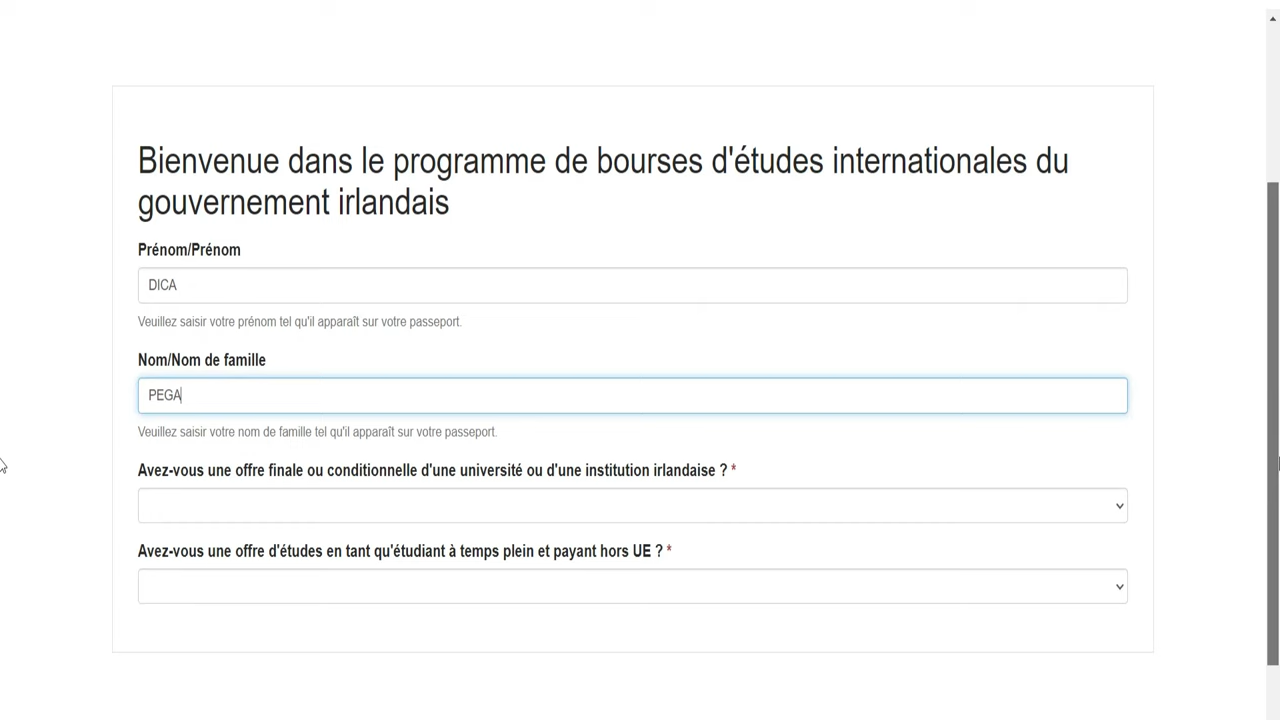 Bienvenue dans le programme de bourses d'études internationales du
gouvernement irlandais
Prénom/Prénom
DICA
Veuillez saisir votre prénom tel qu'il apparaît sur votre passeport.
Nom/Nom de famille
PEGA
Veuillez saisir votre nom de famille tel qu'il apparaît sur votre passeport.
Avez-vous une offre finale ou conditionnelle d'une université ou d'une institution irlandaise ? *
Avez-vous une offre d'études en tant qu'étudiant à temps plein et payant hors UE ? *